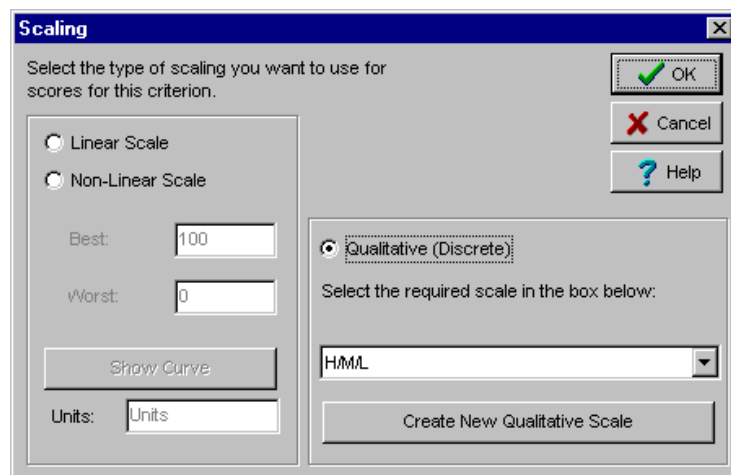 Scaling
Select the type of scaling you want to use for
scores for this criterion.
OK
Cancel
Help
Linear Scale
Non-Linear Scale
Best: 100
Worst: 0
Show Curve
Units: Units
Qualitative (Discrete)
Select the required scale in the box below:
H/M/L
Create New Qualitative Scale